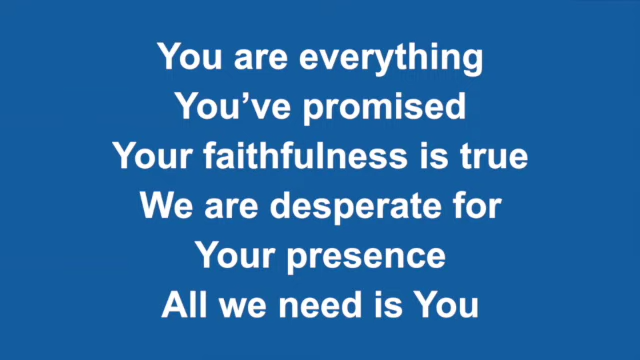 You are everything
You’ve promised
Your faithfulness is true
We are desperate for
Your presence
All we need is You